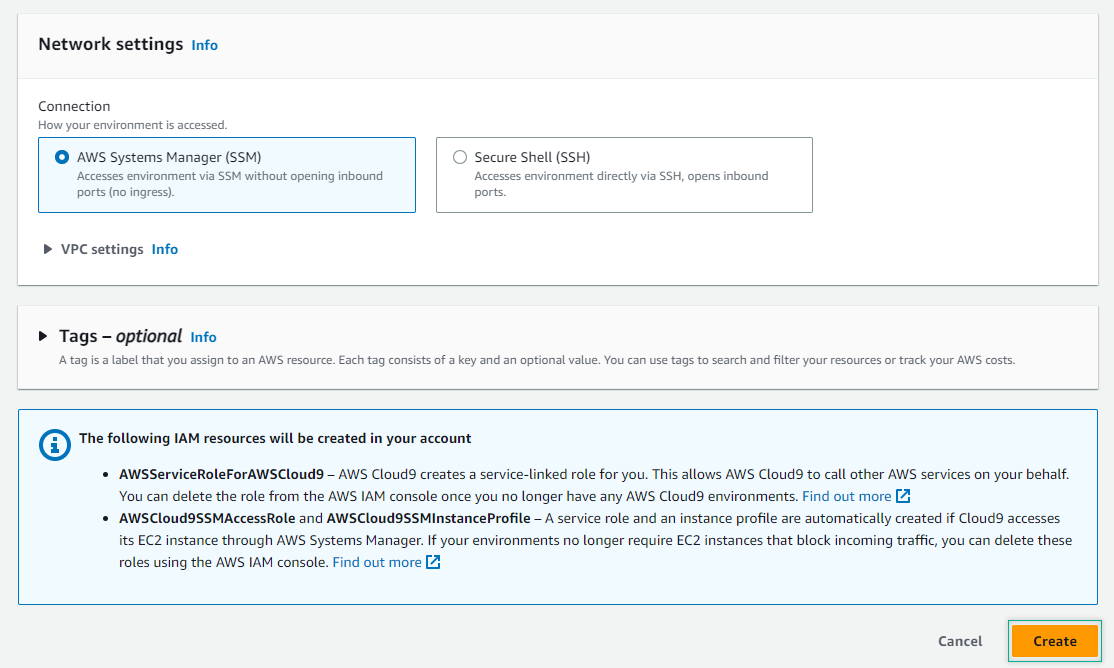 Network settings Info
Connection
How your environment is accessed.
AWS Systems Manager (SSM)
Accesses environment via SSM without opening inbound
ports (no ingress).
Secure Shell (SSH)
Accesses environment directly via SSH, opens inbound
ports.
VPC settings Info
Tags – optional Info
A tag is a label that you assign to an AWS resource. Each tag consists of a key and an optional value. You can use tags to search and filter your resources or track your AWS costs.
The following IAM resources will be created in your account
• AWSServiceRoleForAWSCloud9 – AWS Cloud9 creates a service-linked role for you. This allows AWS Cloud9 to call other AWS services on your behalf.
You can delete the role from the AWS IAM console once you no longer have any AWS Cloud9 environments. Find out more
• AWSCloud9SSMAccessRole and AWSCloud9SSMInstanceProfile – A service role and an instance profile are automatically created if Cloud9 accesses
its EC2 instance through AWS Systems Manager. If your environments no longer require EC2 instances that block incoming traffic, you can delete these
roles using the AWS IAM console. Find out more
Cancel
Create